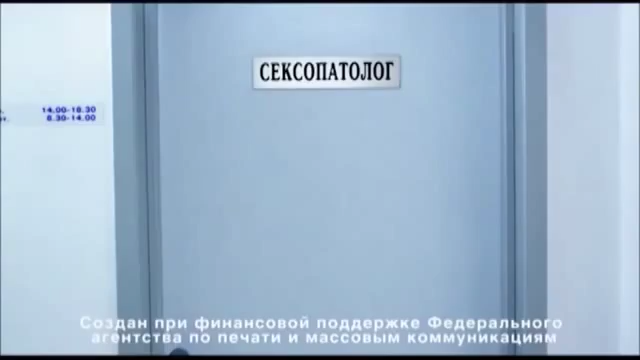 СЕКСОПАТОЛОГ
14.00-18.30
8.30-14.00
Создан при финансовой поддержке Федерального
агентства по печати и массовым коммуникациям